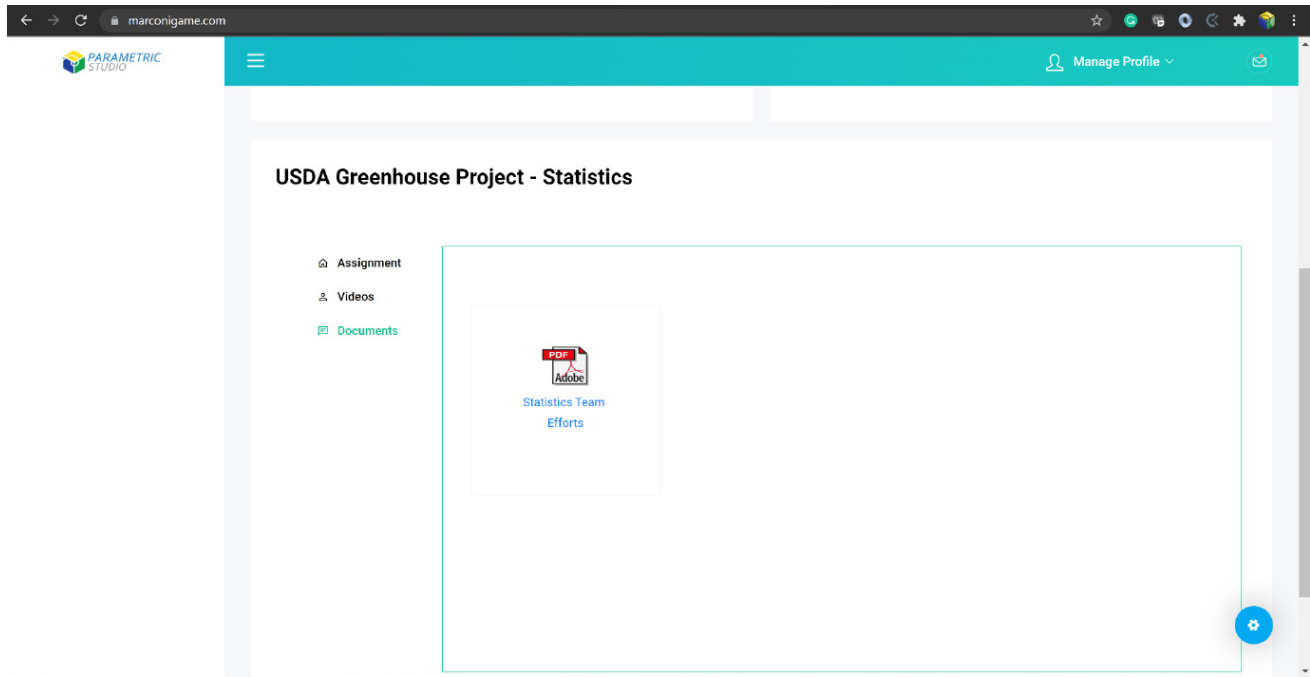 marconigame.com
PARAMETRIC
STUDIO
Manage Profile
USDA Greenhouse Project - Statistics
Assignment
Videos
Documents
PDF
Adobe
Statistics Team
Efforts